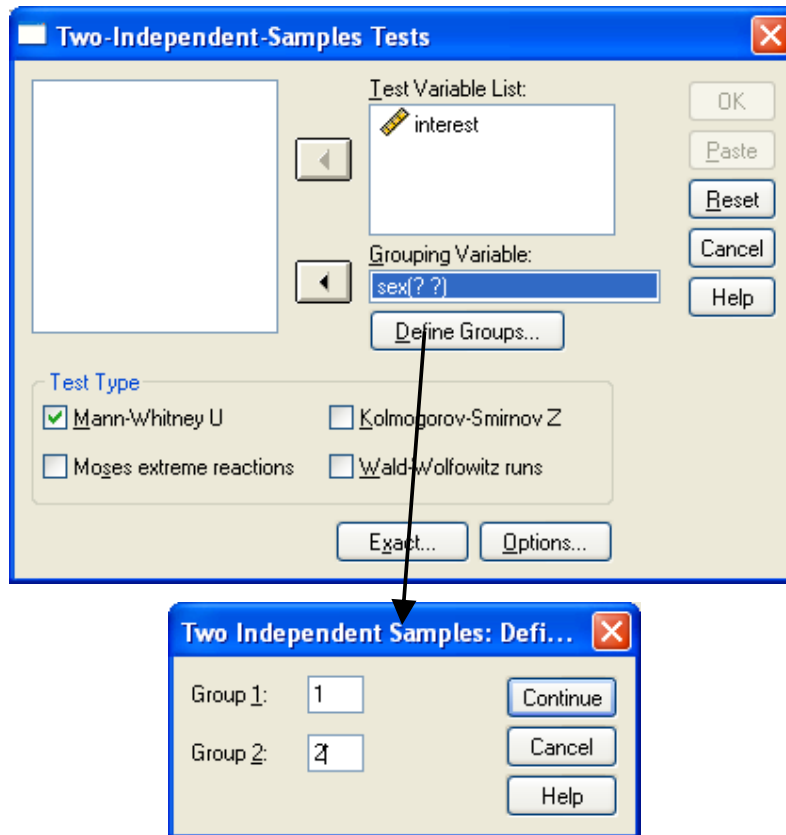 Two-Independent-Samples Tests
Test Variable List:
interest
Grouping Variable:
sex(? ?)
Define Groups...
OK
Paste
Reset
Cancel
Help
Test Type
Mann-Whitney U
Kolmogorov-Smirnov Z
Moses extreme reactions
Wald-Wolfowitz runs
Exact...
Options...
Two Independent Samples: Defi...
Group 1: 1
Group 2: 2
Continue
Cancel
Help